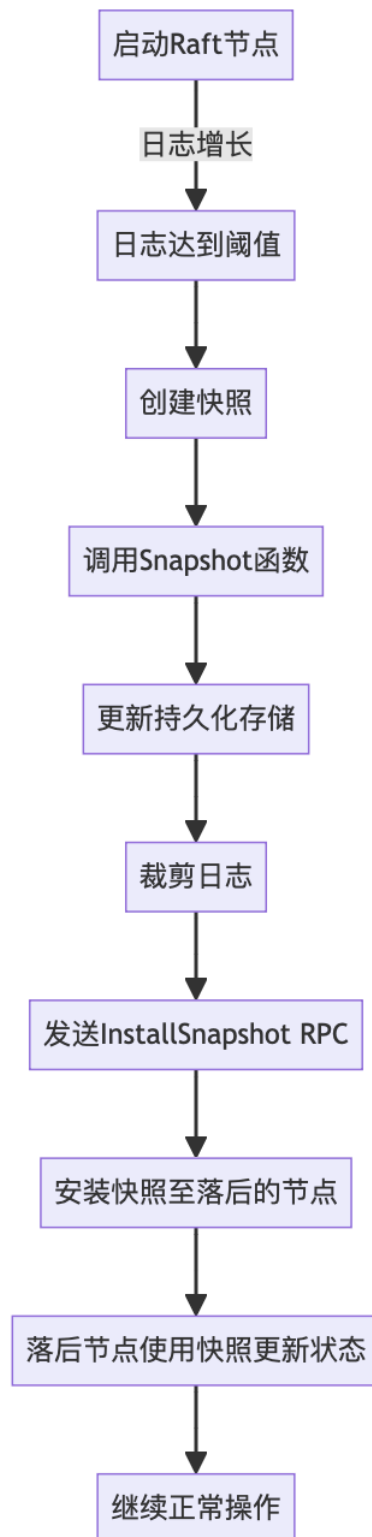 启动Raft节点
日志增长
日志达到阈值
创建快照
调用Snapshot函数
更新持久化存储
裁剪日志
发送InstallSnapshot RPC
安装快照至落后的节点
落后节点使用快照更新状态
继续正常操作